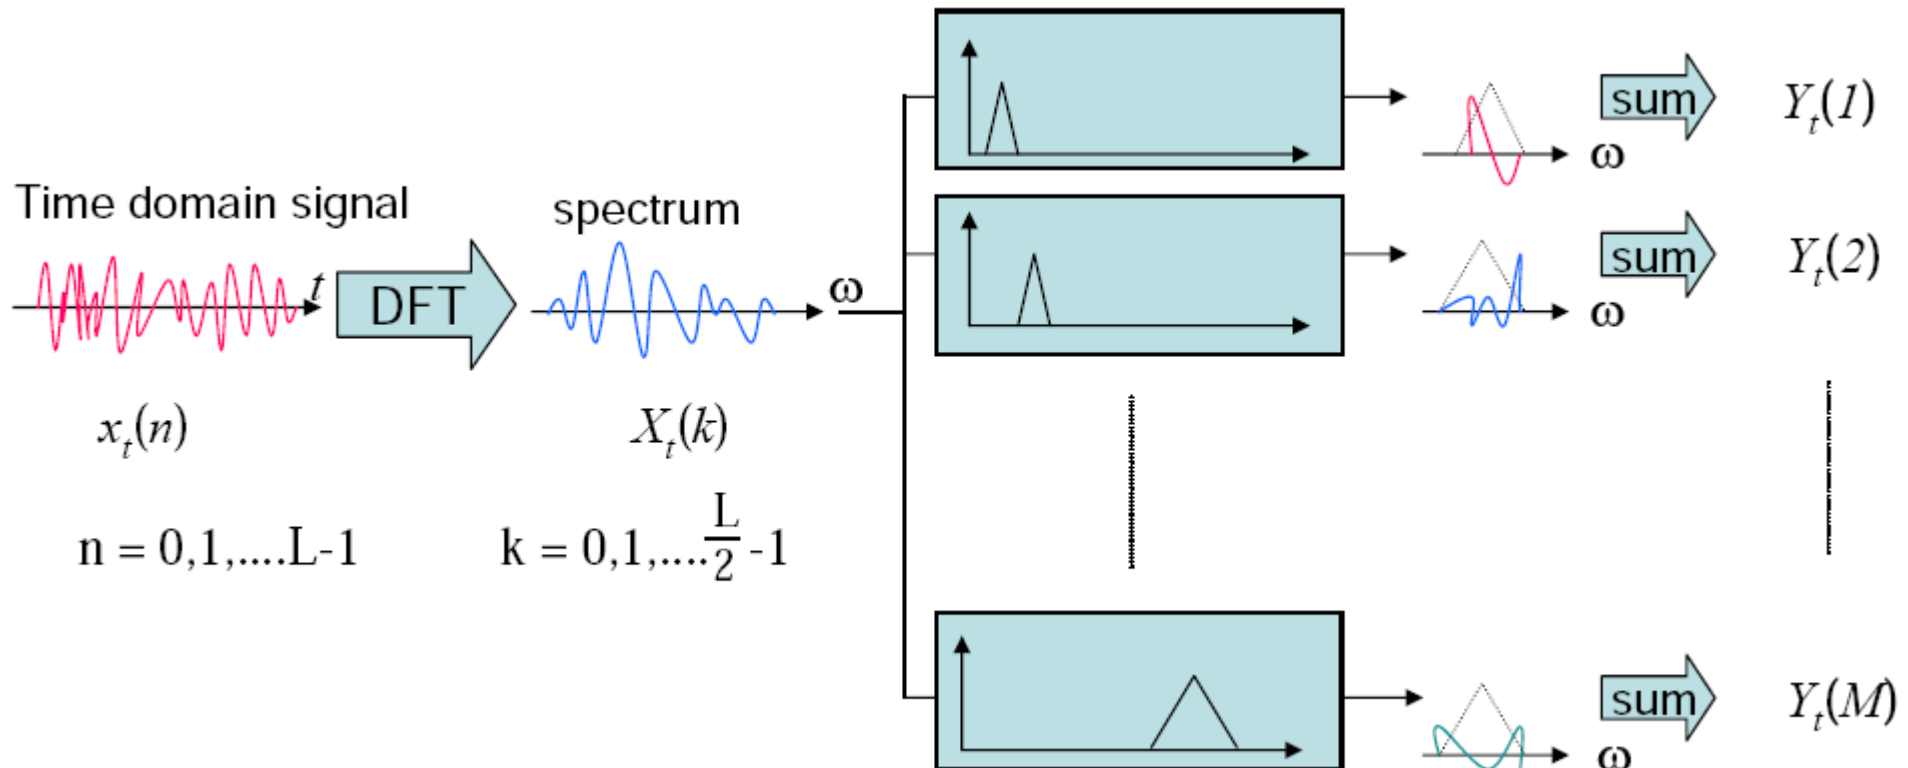 Time domain signal
t
DFT
spectrum
ω
x_t(n)
X_t(k)
n = 0,1,....L-1
k = 0,1,....L/2 -1
ω
sum
Y_t(1)
ω
sum
Y_t(2)
ω
sum
Y_t(M)